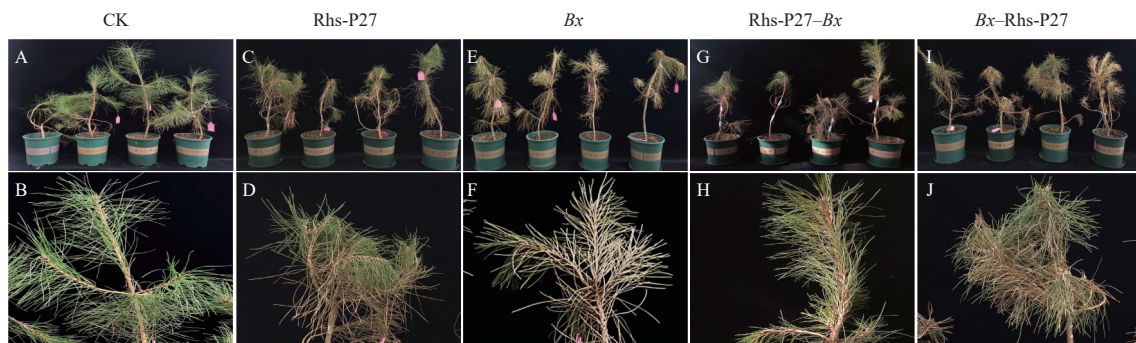 CK Rhs-P27 Bx Rhs-P27–Bx Bx–Rhs-P27
A C E G I
B D F H J